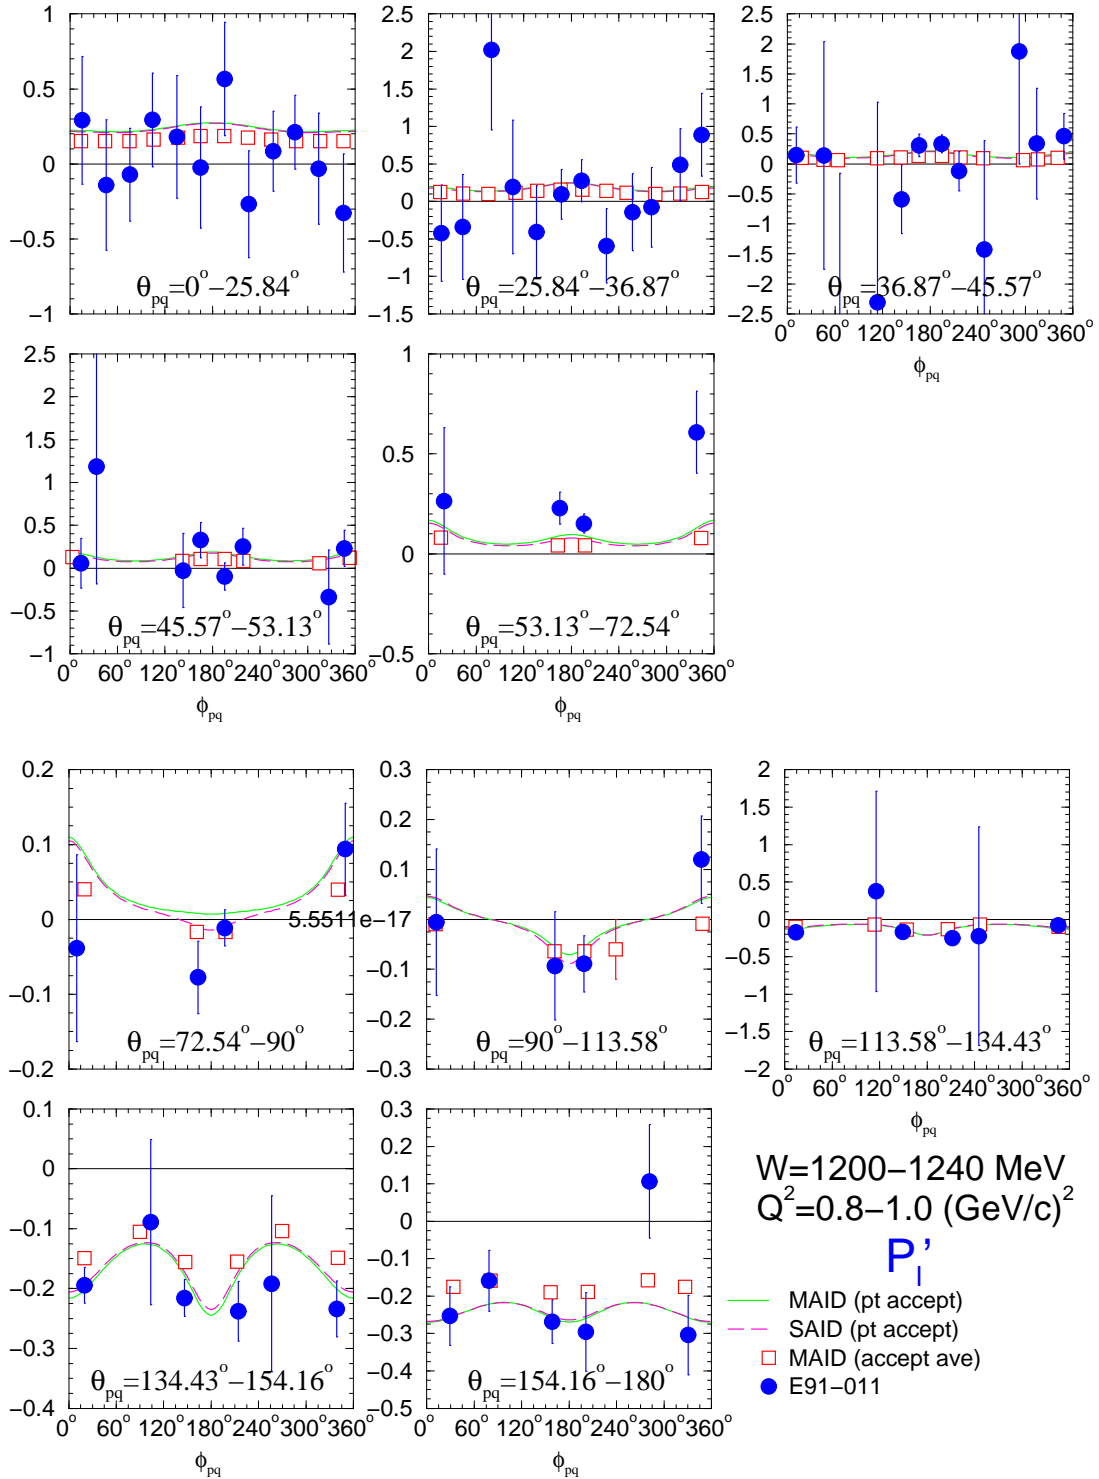 1
0.5
0
−0.5
−1
θpq=0°−25.84°
2.5
2
1.5
1
0.5
0
−0.5
−1
−1.5
θpq=25.84°−36.87°
2.5
2
1.5
1
0.5
0
−0.5
−1
−1.5
−2
−2.5
θpq=36.87°−45.57°
0° 60° 120° 180° 240° 300° 360°
ϕpq
2.5
2
1.5
1
0.5
0
−0.5
−1
θpq=45.57°−53.13°
0° 60° 120° 180° 240° 300° 360°
ϕpq
1
0.5
0
−0.5
θpq=53.13°−72.54°
0° 60° 120° 180° 240° 300° 360°
ϕpq
0.2
0.1
0
−0.1
−0.2
θpq=72.54°−90°
0.3
0.2
0.1
5.5511e−17
−0.1
−0.2
−0.3
θpq=90°−113.58°
2
1.5
1
0.5
0
−0.5
−1
−1.5
−2
θpq=113.58°−134.43°
0° 60° 120° 180° 240° 300° 360°
ϕpq
0.1
0
−0.1
−0.2
−0.3
−0.4
θpq=134.43°−154.16°
0° 60° 120° 180° 240° 300° 360°
ϕpq
0.3
0.2
0.1
0
−0.1
−0.2
−0.3
−0.4
−0.5
θpq=154.16°−180°
0° 60° 120° 180° 240° 300° 360°
ϕpq
W=1200−1240 MeV
Q²=0.8−1.0 (GeV/c)²
Pl’
MAID (pt accept)
SAID (pt accept)
MAID (accept ave)
E91−011